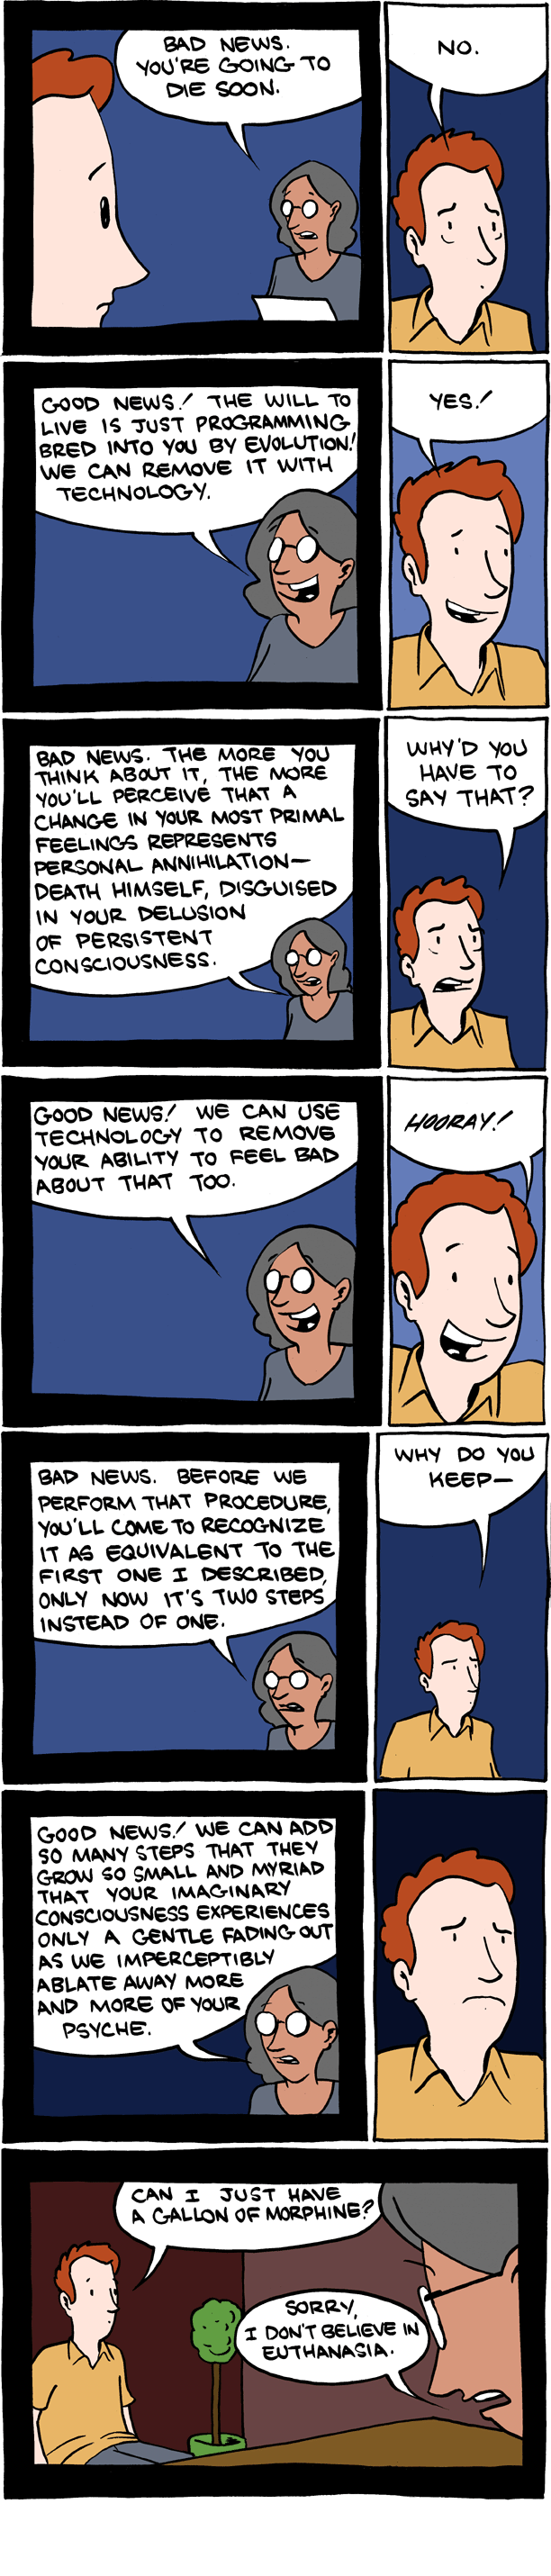 BAD NEWS.
YOU'RE GOING TO
DIE SOON.
NO.
GOOD NEWS! THE WILL TO
LIVE IS JUST PROGRAMMING
BRED INTO YOU BY EVOLUTION!
WE CAN REMOVE IT WITH
TECHNOLOGY.
YES!
BAD NEWS. THE MORE YOU
THINK ABOUT IT, THE MORE
YOU'LL PERCEIVE THAT A
CHANGE IN YOUR MOST PRIMAL
FEELINGS REPRESENTS
PERSONAL ANNIHILATION—
DEATH HIMSELF, DISGUISED
IN YOUR DELUSION
OF PERSISTENT
CONSCIOUSNESS.
WHY'D YOU
HAVE TO
SAY THAT?
GOOD NEWS! WE CAN USE
TECHNOLOGY TO REMOVE
YOUR ABILITY TO FEEL BAD
ABOUT THAT TOO.
HOORAY!
BAD NEWS. BEFORE WE
PERFORM THAT PROCEDURE,
YOU'LL COME TO RECOGNIZE
IT AS EQUIVALENT TO THE
FIRST ONE I DESCRIBED,
ONLY NOW IT'S TWO STEPS
INSTEAD OF ONE.
WHY DO YOU
KEEP—
GOOD NEWS! WE CAN ADD
SO MANY STEPS THAT THEY
GROW SO SMALL AND MYRIAD
THAT YOUR IMAGINARY
CONSCIOUSNESS EXPERIENCES
ONLY A GENTLE FADING OUT
AS WE IMPERCEPTIBLY
ABLATE AWAY MORE
AND MORE OF YOUR
PSYCHE.
CAN I JUST HAVE
A GALLON OF MORPHINE?
SORRY,
I DON'T BELIEVE IN
EUTHANASIA.